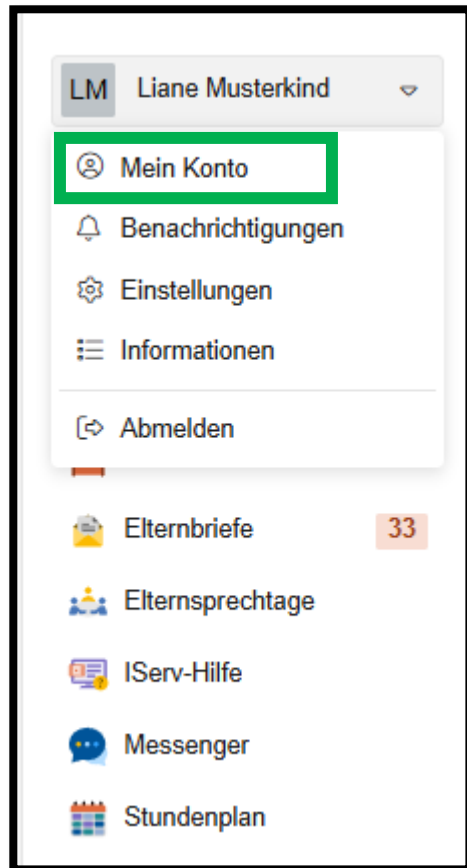 LM Liane Musterkind
Mein Konto
Benachrichtigungen
Einstellungen
Informationen
Abmelden
Elternbriefe 33
Elternsprechtage
IServ-Hilfe
Messenger
Stundenplan